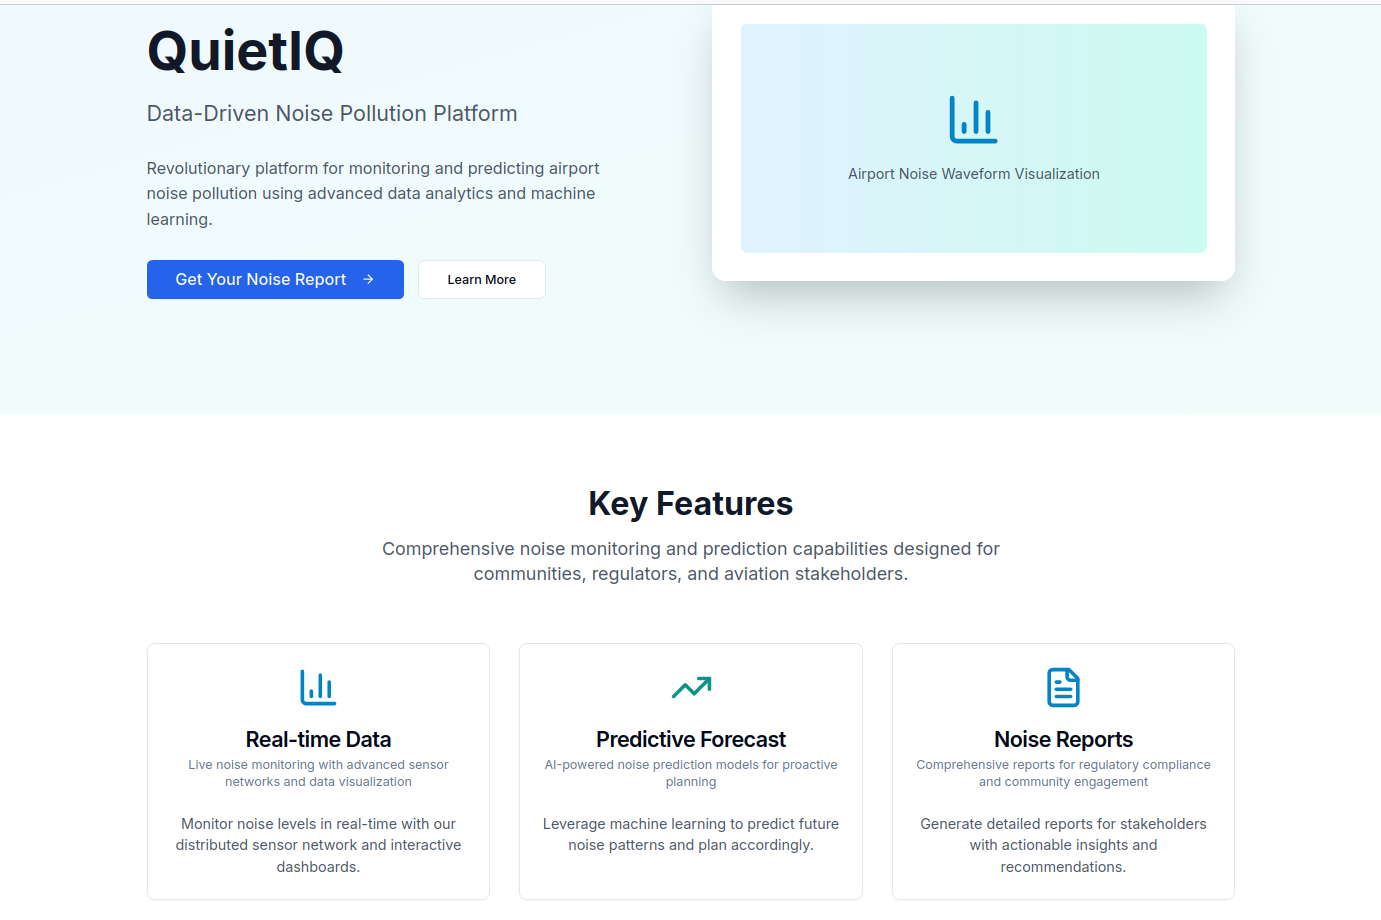 QuietIQ
Data-Driven Noise Pollution Platform
Revolutionary platform for monitoring and predicting airport
noise pollution using advanced data analytics and machine
learning.
Get Your Noise Report
Learn More
Airport Noise Waveform Visualization
Key Features
Comprehensive noise monitoring and prediction capabilities designed for
communities, regulators, and aviation stakeholders.
Real-time Data
Live noise monitoring with advanced sensor
networks and data visualization
Monitor noise levels in real-time with our
distributed sensor network and interactive
dashboards.
Predictive Forecast
AI-powered noise prediction models for proactive
planning
Leverage machine learning to predict future
noise patterns and plan accordingly.
Noise Reports
Comprehensive reports for regulatory compliance
and community engagement
Generate detailed reports for stakeholders
with actionable insights and
recommendations.